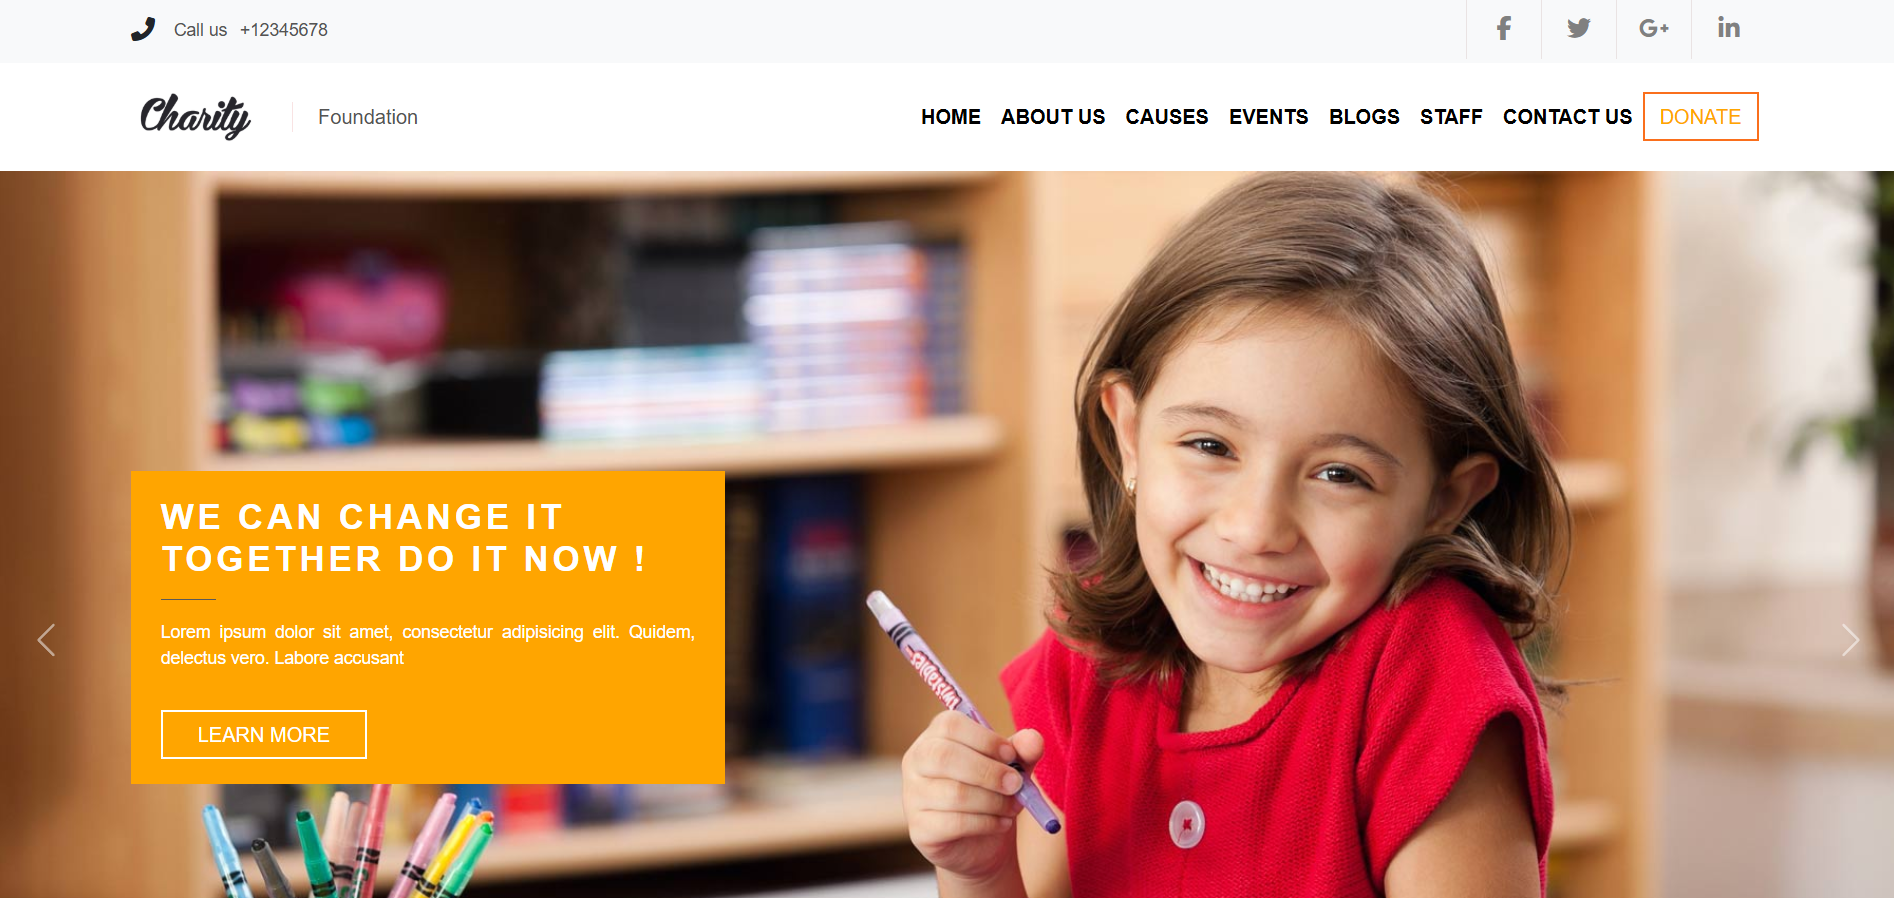 Call us +12345678
Charity
Foundation
HOME ABOUT US CAUSES EVENTS BLOGS STAFF CONTACT US DONATE
WE CAN CHANGE IT
TOGETHER DO IT NOW !
Lorem ipsum dolor sit amet, consectetur adipisicing elit. Quidem,
delectus vero. Labore accusant
LEARN MORE
twistables